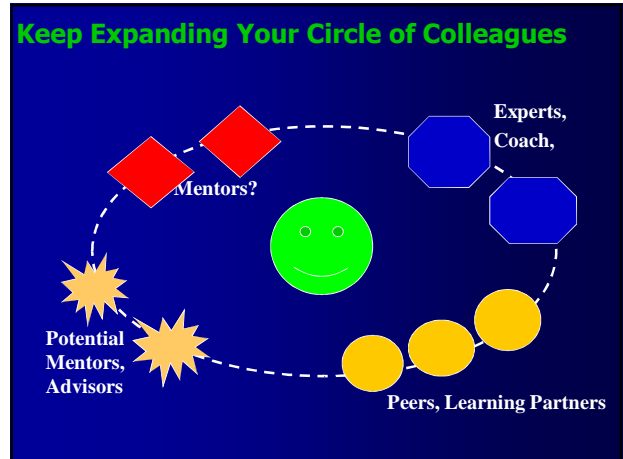 Keep Expanding Your Circle of Colleagues
Experts,
Coach,
Mentors?
Potential
Mentors,
Advisors
Peers, Learning Partners